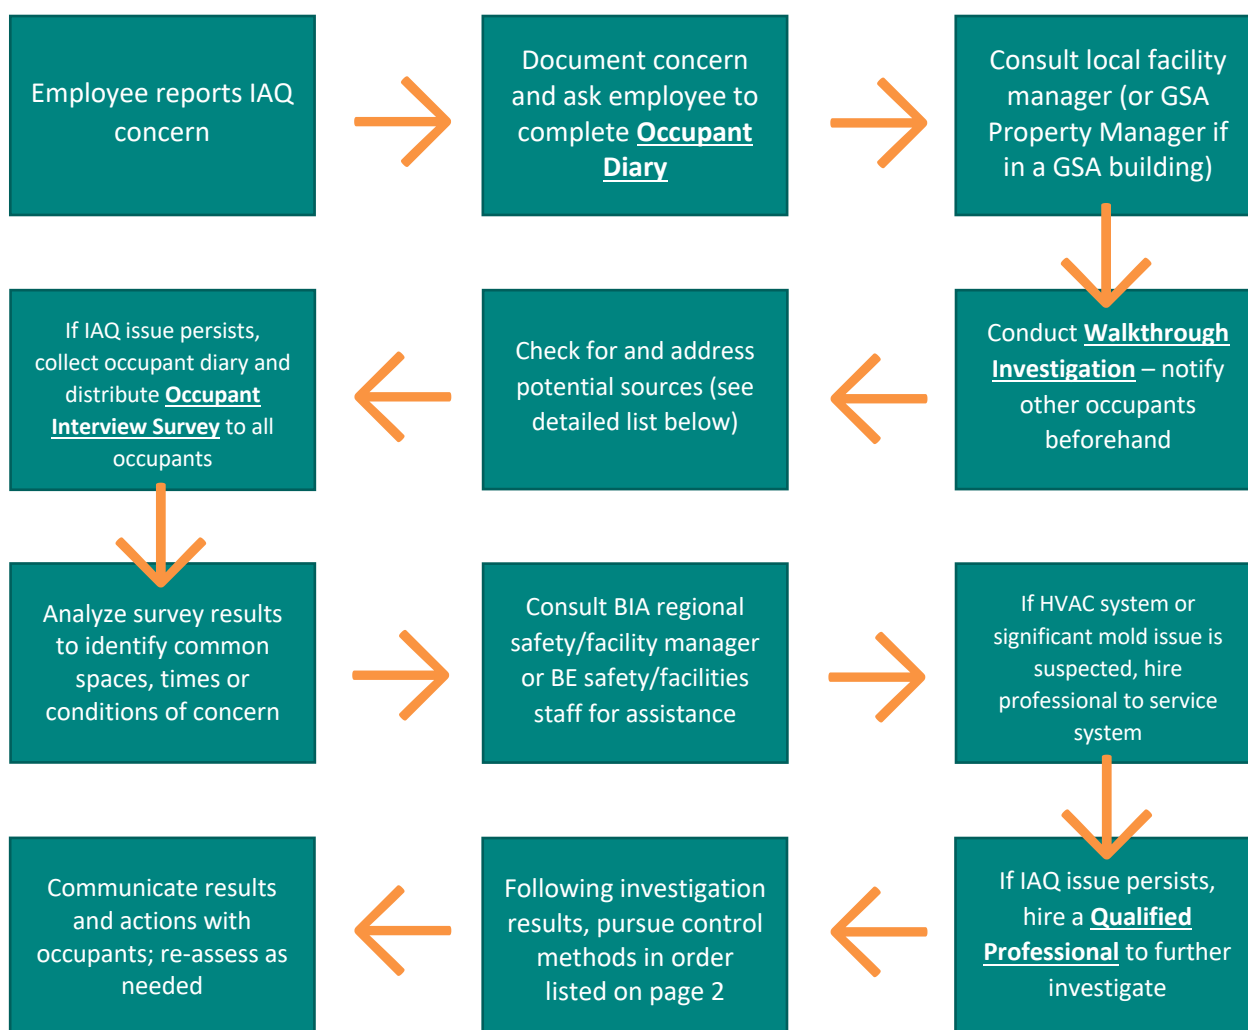 Employee reports IAQ
concern
Document concern
and ask employee to
complete Occupant
Diary
Consult local facility
manager (or GSA
Property Manager if
in a GSA building)
Conduct Walkthrough
Investigation – notify
other occupants
beforehand
Check for and address
potential sources (see
detailed list below)
If IAQ issue persists,
collect occupant diary and
distribute Occupant
Interview Survey to all
occupants
Analyze survey results
to identify common
spaces, times or
conditions of concern
Consult BIA regional
safety/facility manager
or BE safety/facilities
staff for assistance
If HVAC system or
significant mold issue is
suspected, hire
professional to service
system
If IAQ issue persists,
hire a Qualified
Professional to further
investigate
Following investigation
results, pursue control
methods in order
listed on page 2
Communicate results
and actions with
occupants; re-assess as
needed